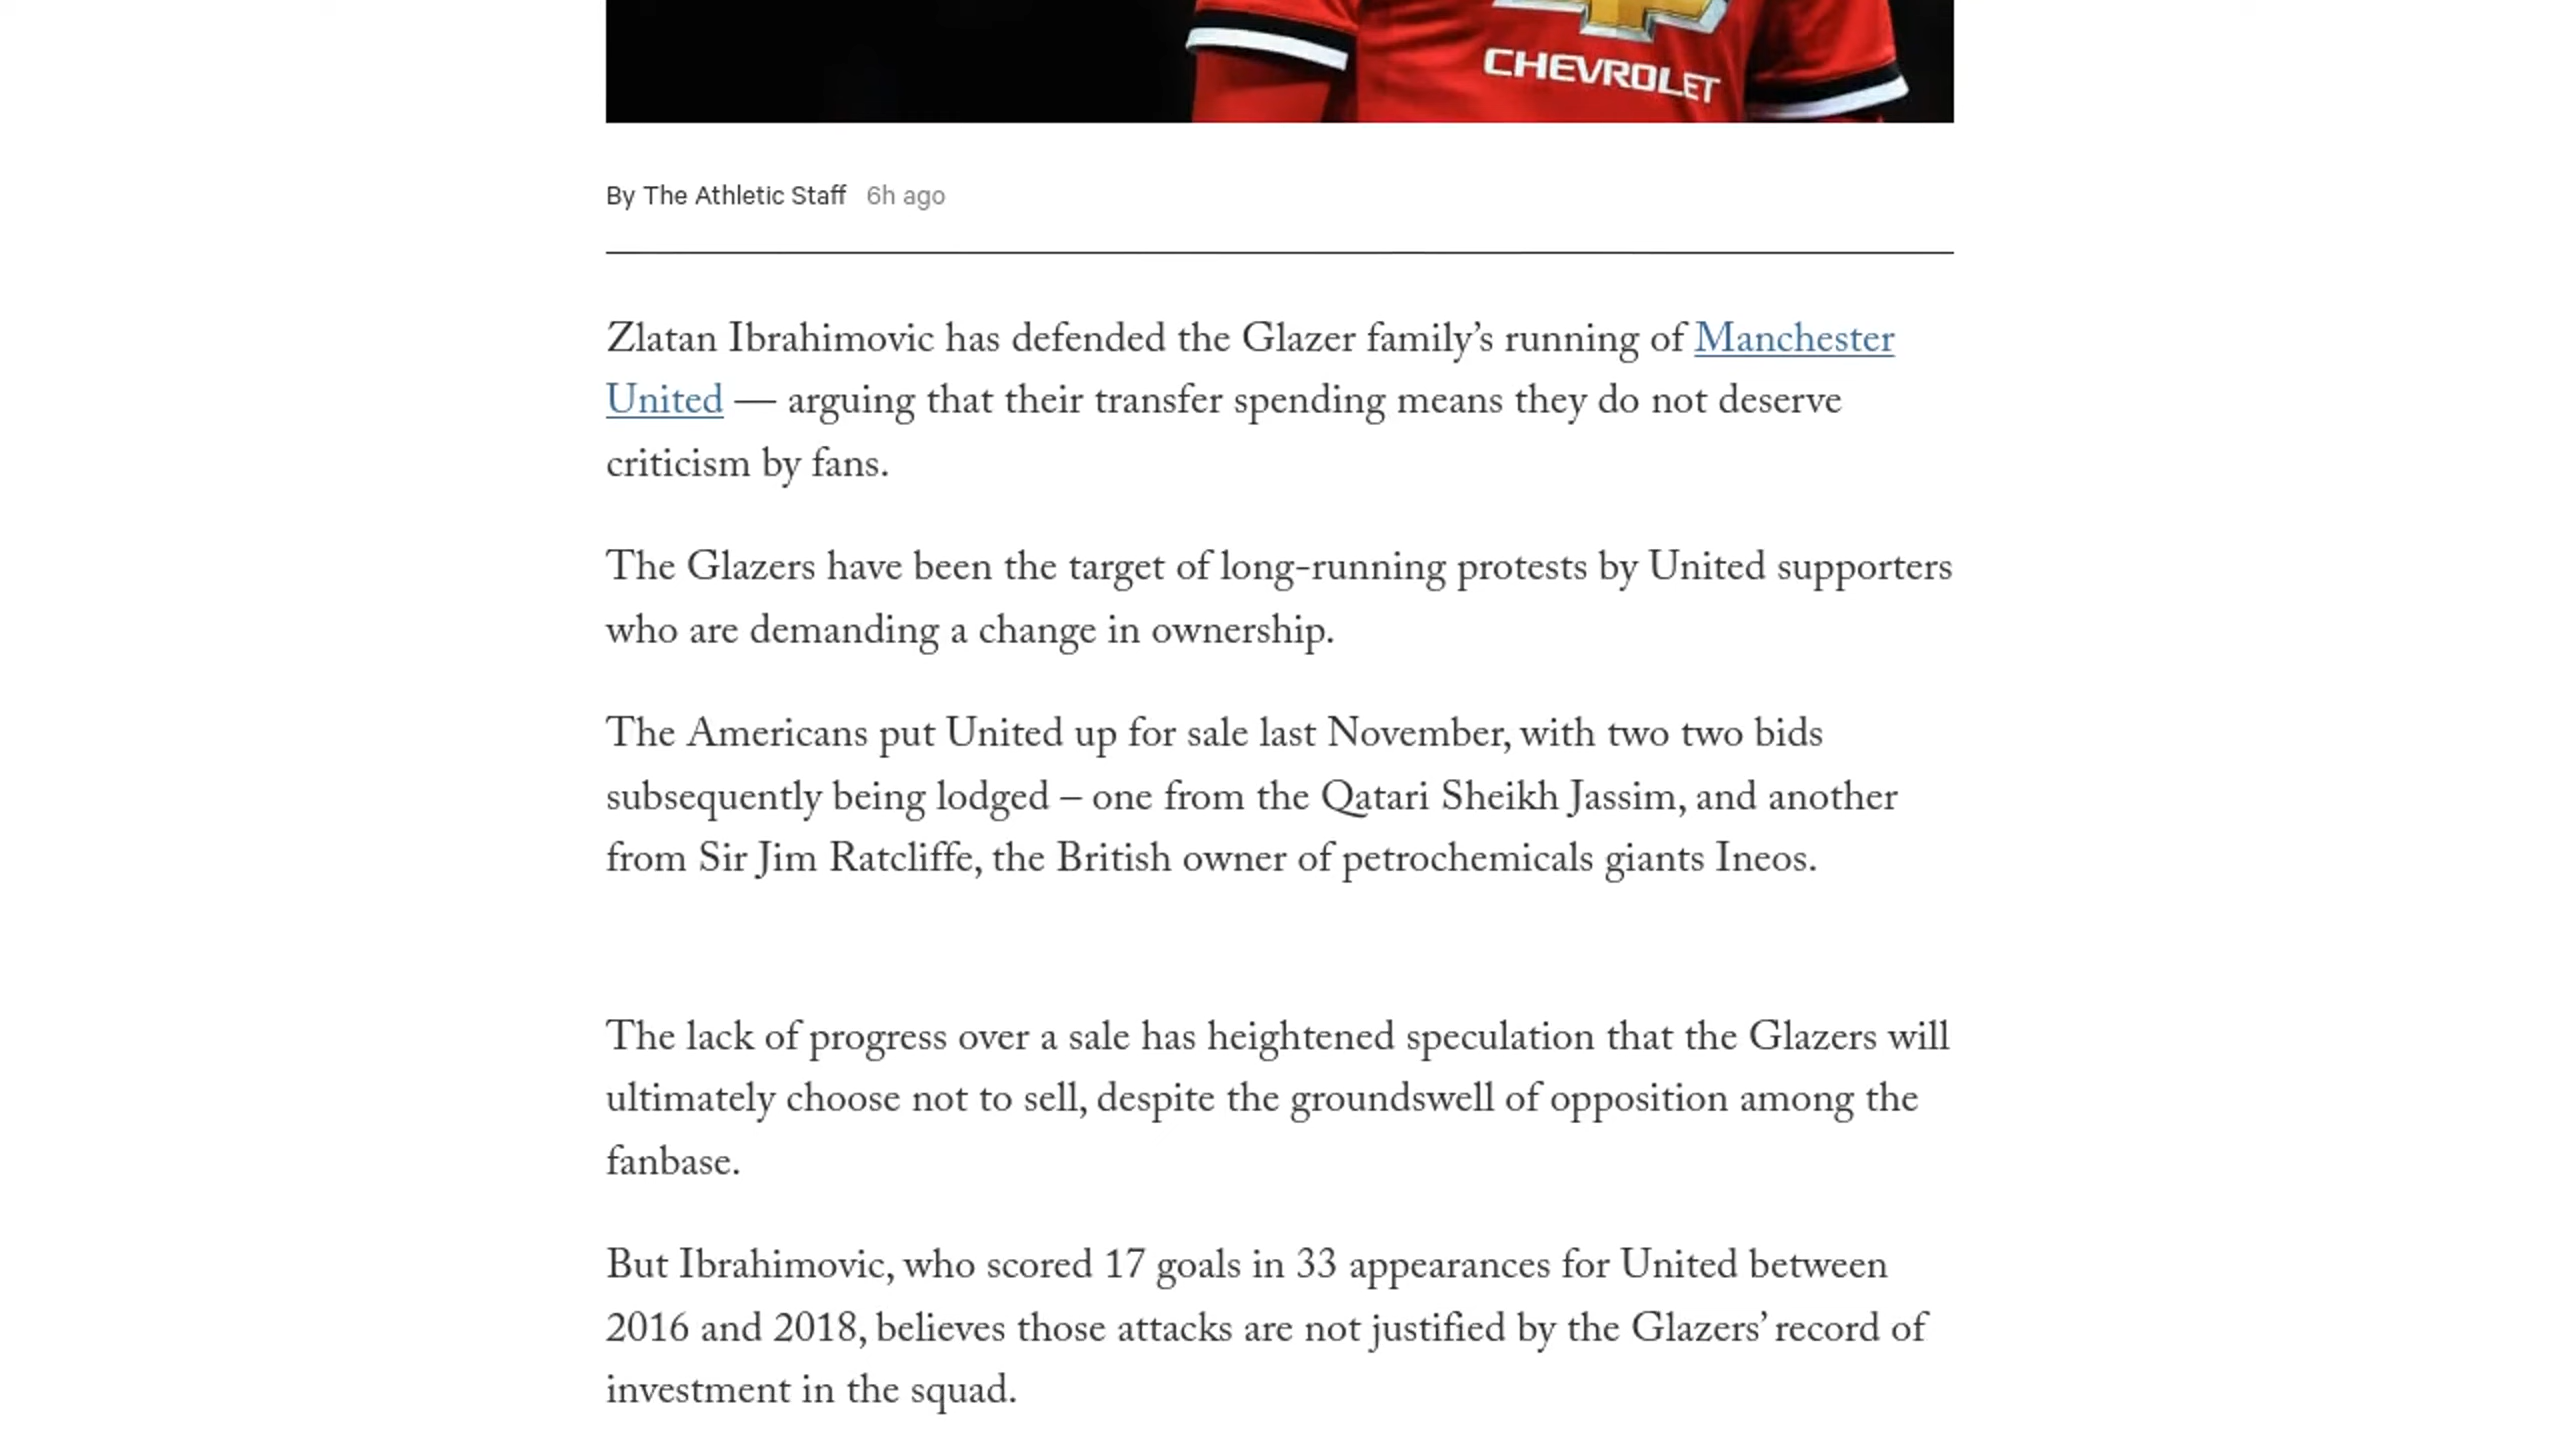 CHEVROLET
By The Athletic Staff 6h ago
Zlatan Ibrahimovic has defended the Glazer family’s running of Manchester
United — arguing that their transfer spending means they do not deserve
criticism by fans.
The Glazers have been the target of long-running protests by United supporters
who are demanding a change in ownership.
The Americans put United up for sale last November, with two two bids
subsequently being lodged – one from the Qatari Sheikh Jassim, and another
from Sir Jim Ratcliffe, the British owner of petrochemicals giants Ineos.
The lack of progress over a sale has heightened speculation that the Glazers will
ultimately choose not to sell, despite the groundswell of opposition among the
fanbase.
But Ibrahimovic, who scored 17 goals in 33 appearances for United between
2016 and 2018, believes those attacks are not justified by the Glazers’ record of
investment in the squad.